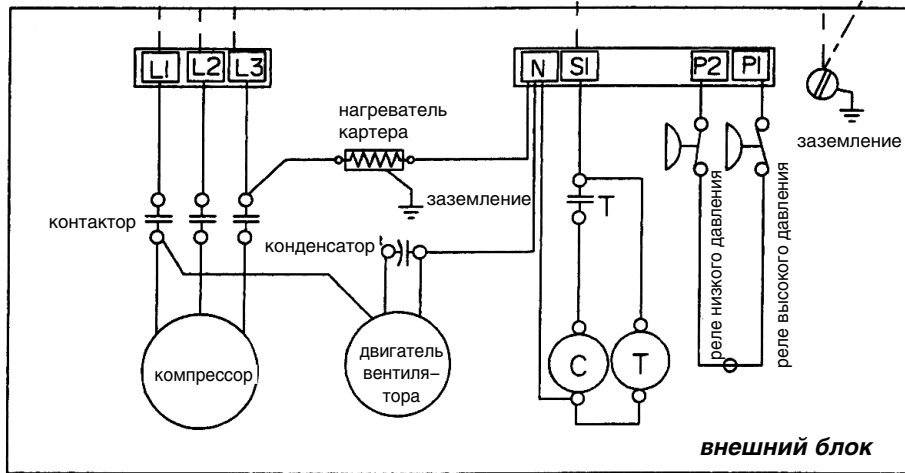 L1 L2 L3 N S1 P2 P1
нагреватель
картера
заземление
заземление
контактор
T
конденсатор
реле низкого давления
реле высокого давления
компрессор
двигатель
вентиля-
тора
C T
внешний блок